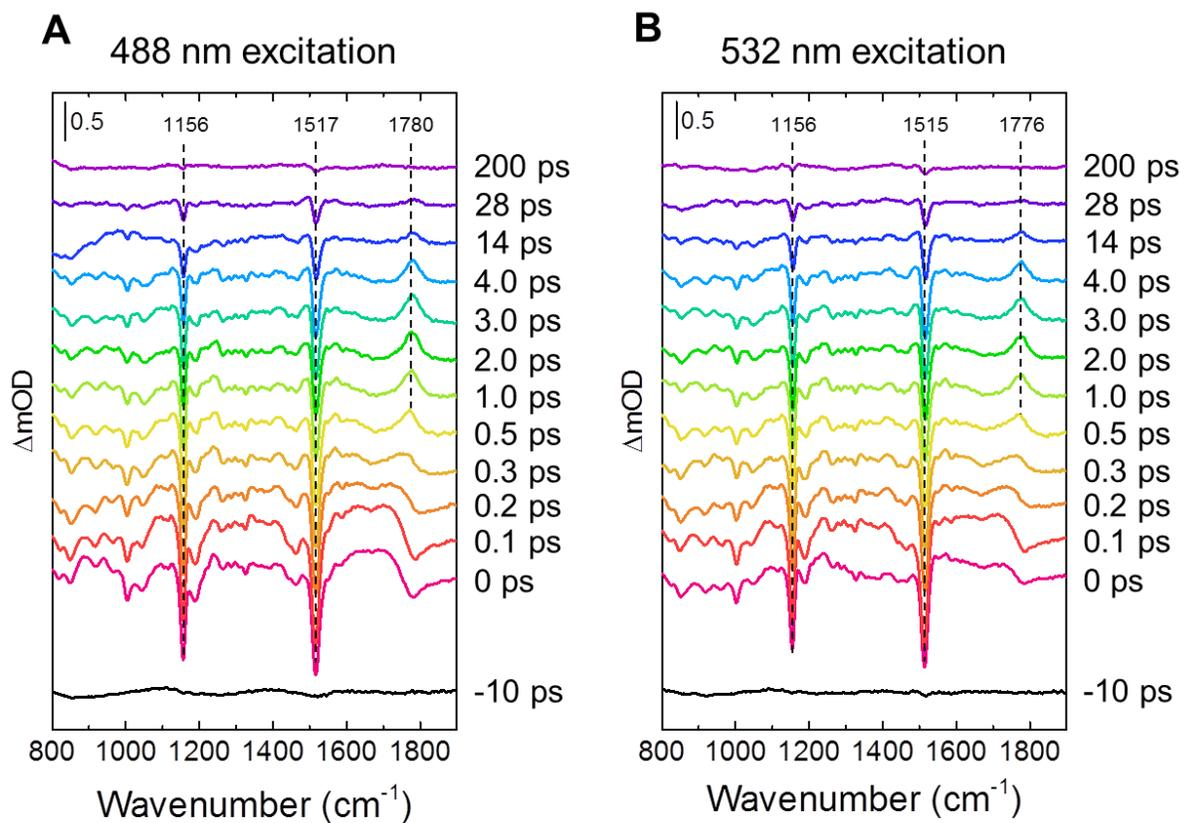 A
488 nm excitation
0.5
1156
1517
1780
200 ps
28 ps
14 ps
4.0 ps
3.0 ps
2.0 ps
1.0 ps
0.5 ps
0.3 ps
0.2 ps
0.1 ps
0 ps
-10 ps
ΔmOD
800 1000 1200 1400 1600 1800
Wavenumber (cm⁻¹)
B
532 nm excitation
0.5
1156
1515
1776
200 ps
28 ps
14 ps
4.0 ps
3.0 ps
2.0 ps
1.0 ps
0.5 ps
0.3 ps
0.2 ps
0.1 ps
0 ps
-10 ps
ΔmOD
800 1000 1200 1400 1600 1800
Wavenumber (cm⁻¹)